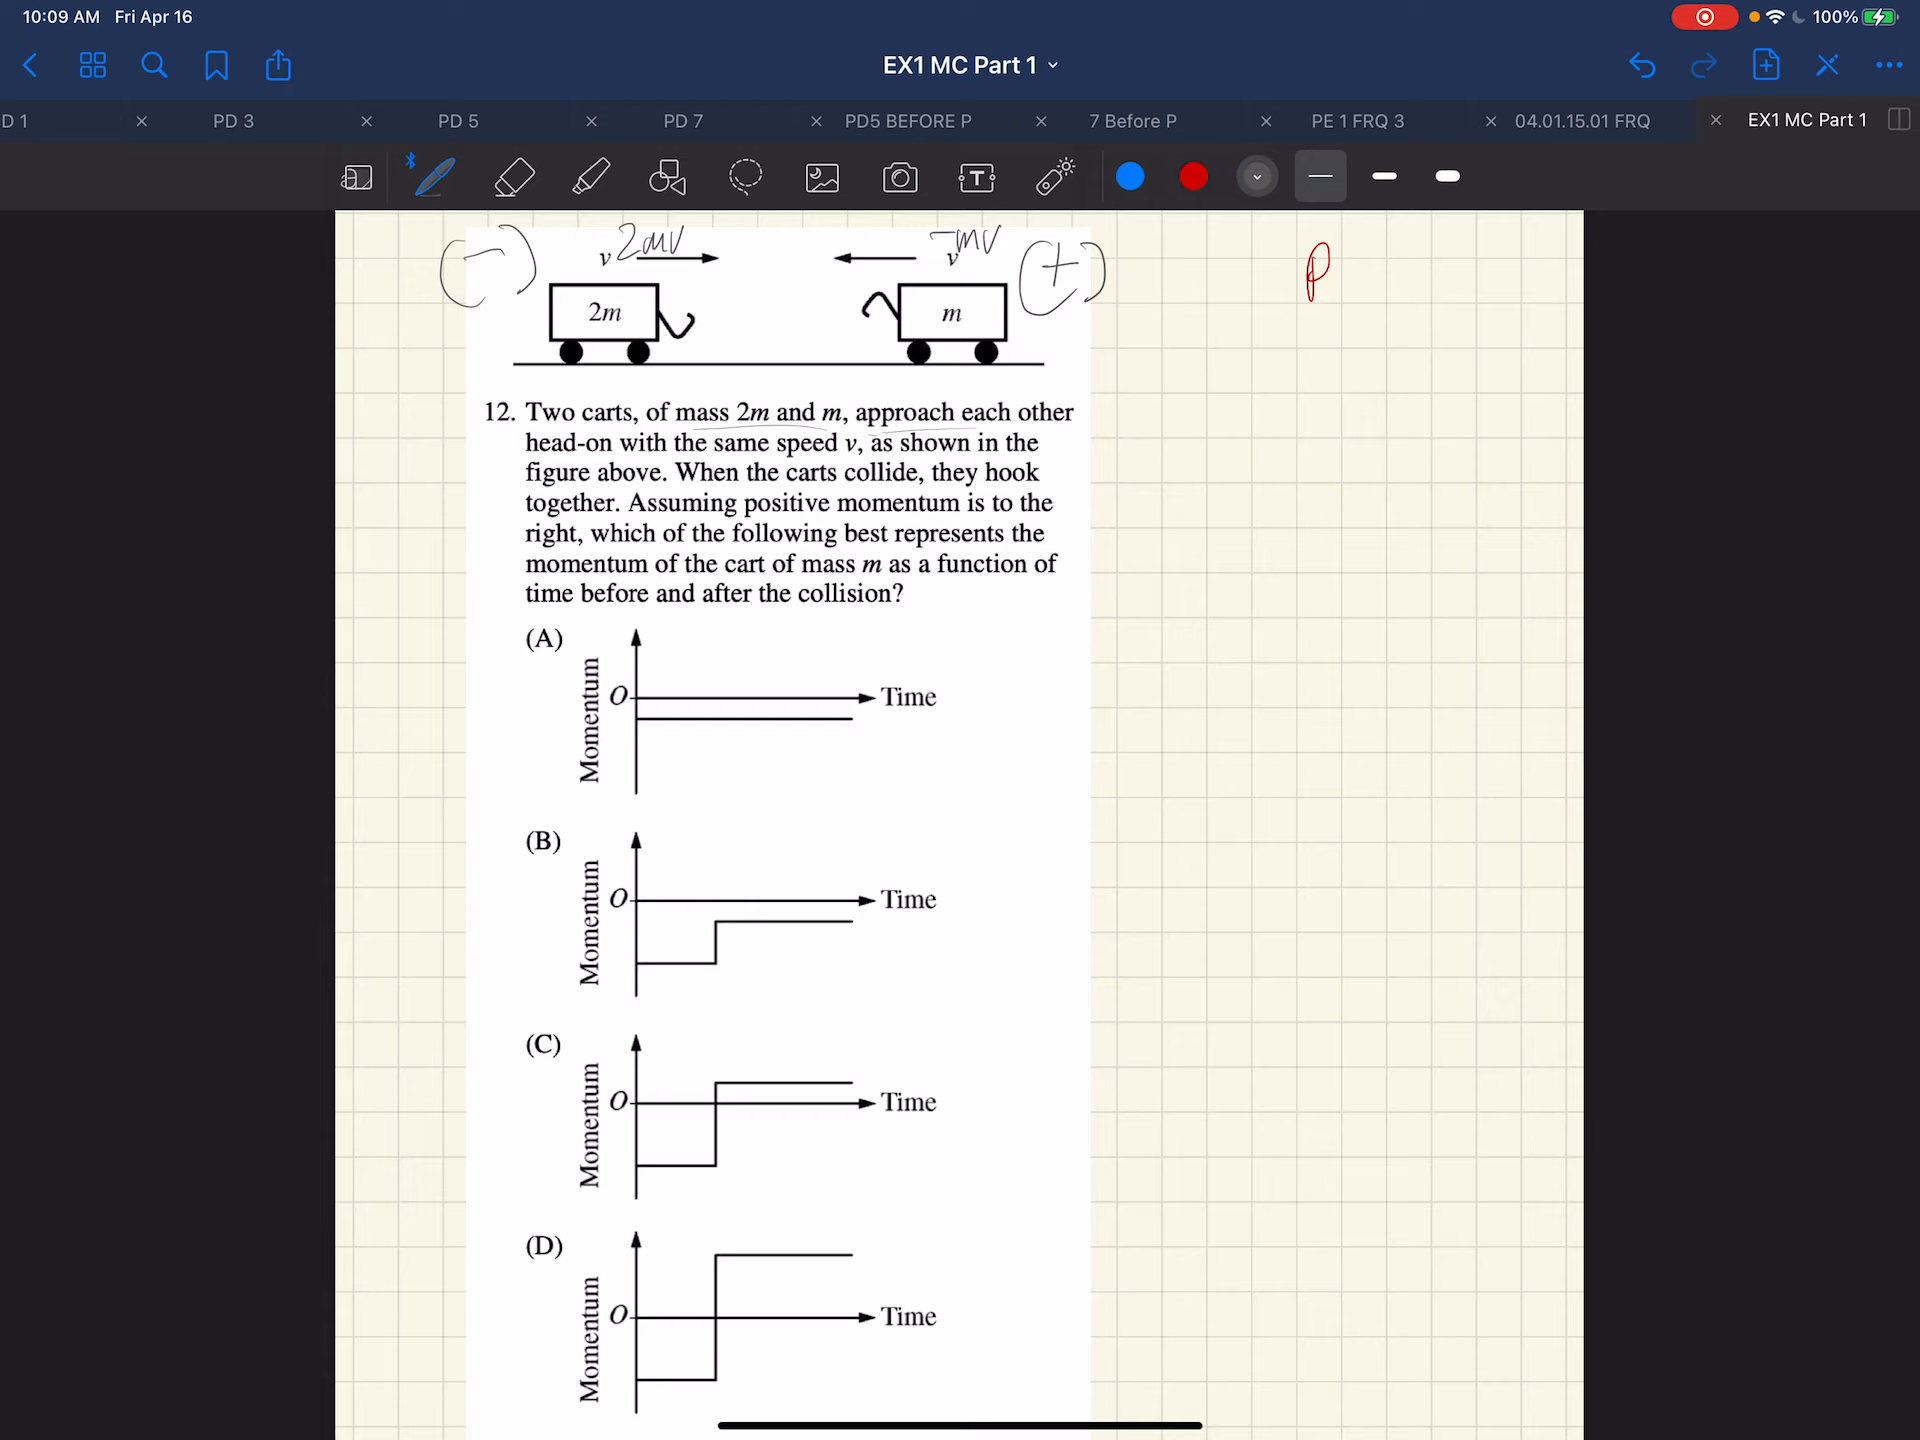 10:09 AM Fri Apr 16 100%
EX1 MC Part 1
D 1 PD 3 PD 5 PD 7 PD5 BEFORE P 7 Before P PE 1 FRQ 3 04.01.15.01 FRQ EX1 MC Part 1
(-) v 2mv -mv v (+) P
2m m
12. Two carts, of mass 2m and m, approach each other
head-on with the same speed v, as shown in the
figure above. When the carts collide, they hook
together. Assuming positive momentum is to the
right, which of the following best represents the
momentum of the cart of mass m as a function of
time before and after the collision?
(A)
Momentum
O
Time
(B)
Momentum
O
Time
(C)
Momentum
O
Time
(D)
Momentum
O
Time